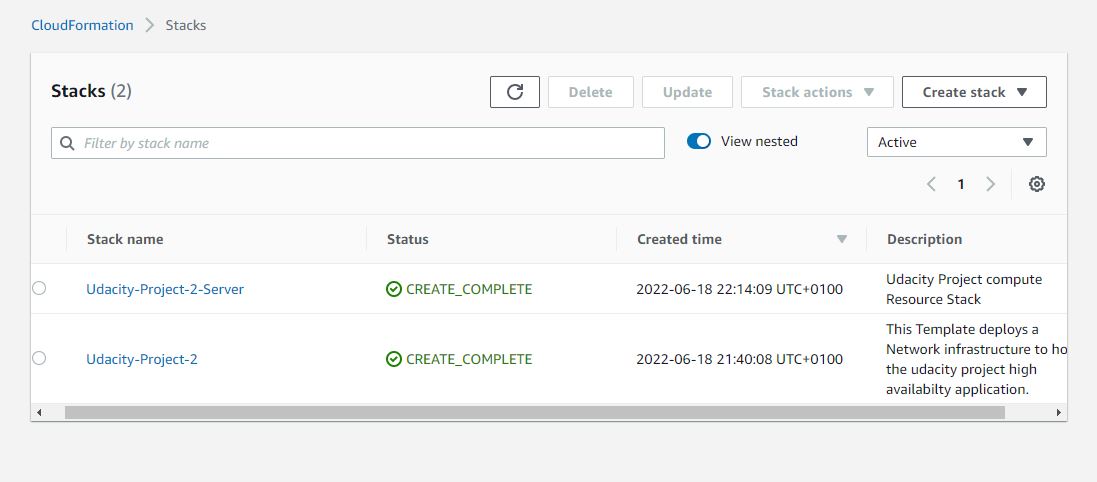 CloudFormation > Stacks
Stacks (2)
Delete
Update
Stack actions
Create stack
Filter by stack name
View nested
Active
1
Stack name Status Created time Description
Udacity-Project-2-Server CREATE_COMPLETE 2022-06-18 22:14:09 UTC+0100 Udacity Project compute
Resource Stack
This Template deploys a
Network infrastructure to ho
Udacity-Project-2 CREATE_COMPLETE 2022-06-18 21:40:08 UTC+0100
the udacity project high
availabilty application.